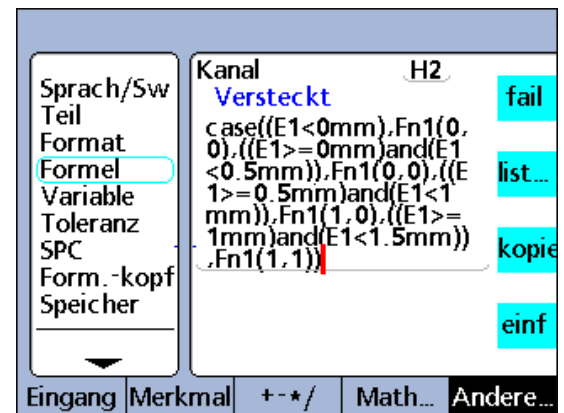 Sprach/Sw
Teil
Format
Formel
Variable
Toleranz
SPC
Form.-kopf
Speicher
Kanal H2
Versteckt
case((E1<0mm),Fn1(0,
0),((E1>=0mm)and(E1
<0.5mm)),Fn1(0,0),((E
1>=0.5mm)and(E1<1
mm)),Fn1(1,0),((E1>=
1mm)and(E1<1.5mm))
,Fn1(1,1))
fail
list...
kopie
einf
Eingang Merkmal +-*/ Math... Andere...